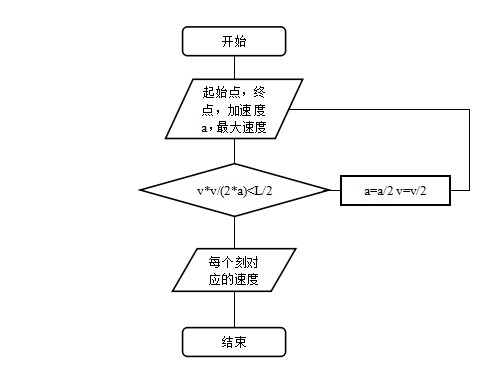 开始
起始点，终
点，加速度
a，最大速度
v*v/(2*a)<L/2
a=a/2 v=v/2
每个刻对
应的速度
结束